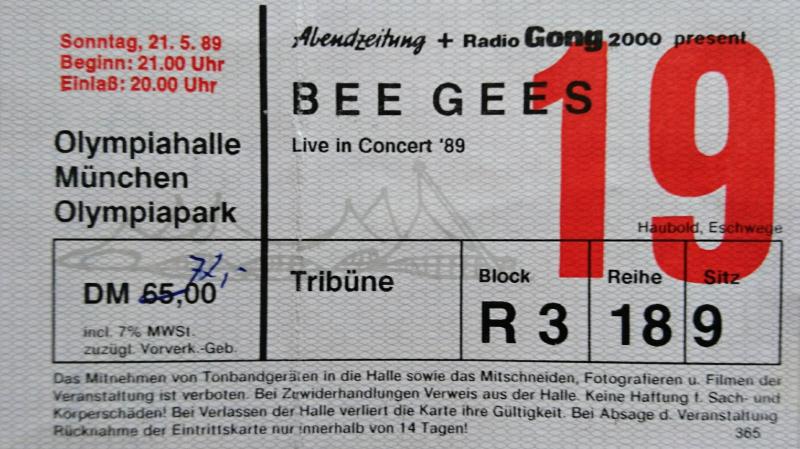 Sonntag, 21. 5. 89
Beginn: 21.00 Uhr
Einlaß: 20.00 Uhr
Olympiahalle
München
Olympiapark
Abendzeitung + Radio Gong 2000 present
BEE GEES
Live in Concert '89
19
Haubold, Eschwege
72,-
DM 65,00
incl. 7% MWSt.
zuzügl. Vorverk.-Geb.
Tribüne
Block
R 3
Reihe
18
Sitz
9
Das Mitnehmen von Tonbandgeräten in die Halle sowie das Mitschneiden, Fotografieren u. Filmen der
Veranstaltung ist verboten. Bei Zuwiderhandlungen Verweis aus der Halle. Keine Haftung f. Sach- und
Körperschäden! Bei Verlassen der Halle verliert die Karte ihre Gültigkeit. Bei Absage d. Veranstaltung
Rücknahme der Eintrittskarte nur innerhalb von 14 Tagen!
365